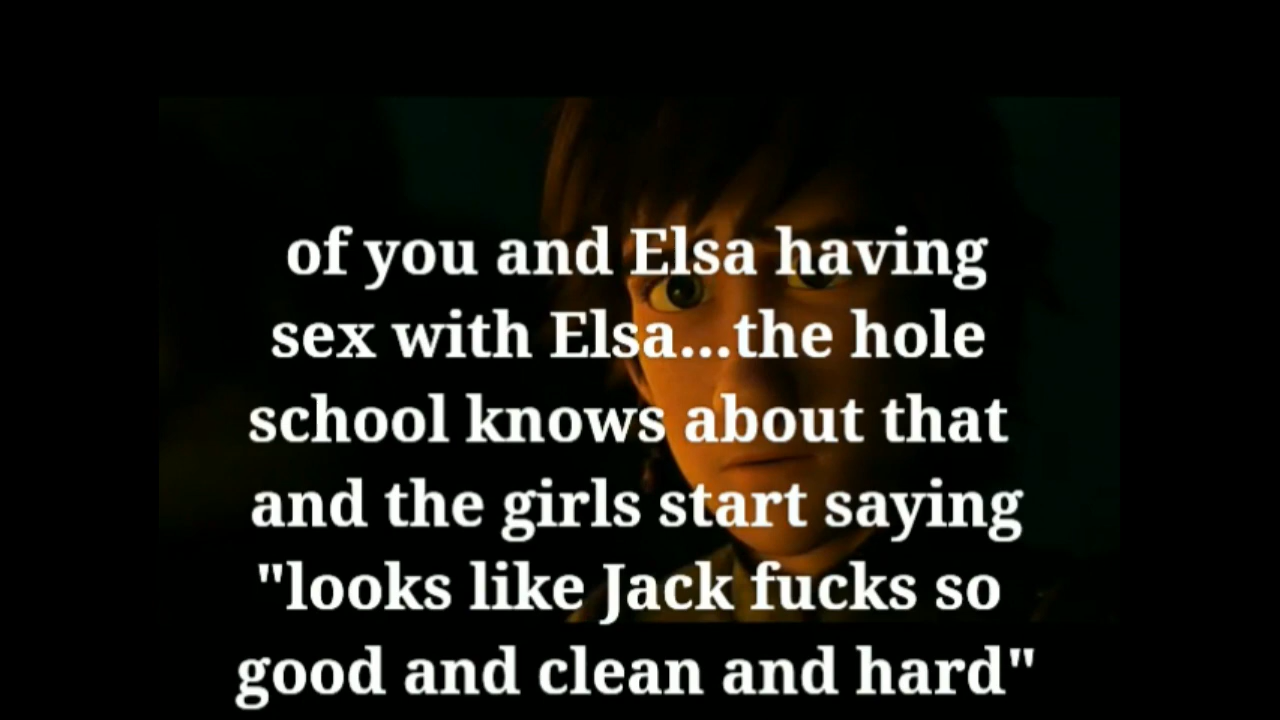 of you and Elsa having
sex with Elsa...the hole
school knows about that
and the girls start saying
"looks like Jack fucks so
good and clean and hard"